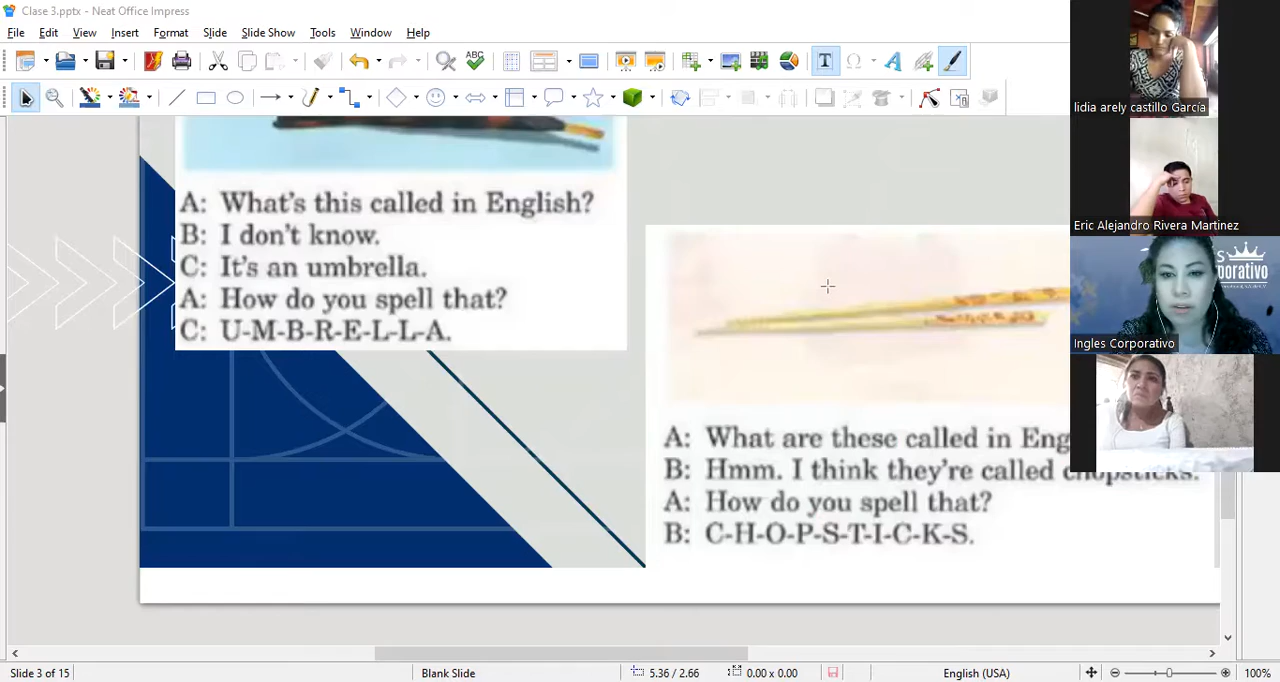 Clase 3.pptx - Neat Office Impress
File Edit View Insert Format Slide Slide Show Tools Window Help
ABC
T
A
A: What's this called in English?
B: I don't know.
C: It's an umbrella.
A: How do you spell that?
C: U-M-B-R-E-L-L-A.
A: What are these called in Eng
B: Hmm. I think they're called chopsticks.
A: How do you spell that?
B: C-H-O-P-S-T-I-C-K-S.
lidia arely castillo Garcia
Eric Alejandro Rivera Martinez
S
orativo
Ingles Corporativo
Slide 3 of 15
Blank Slide
5.36 / 2.66
0.00 x 0.00
English (USA)
100%